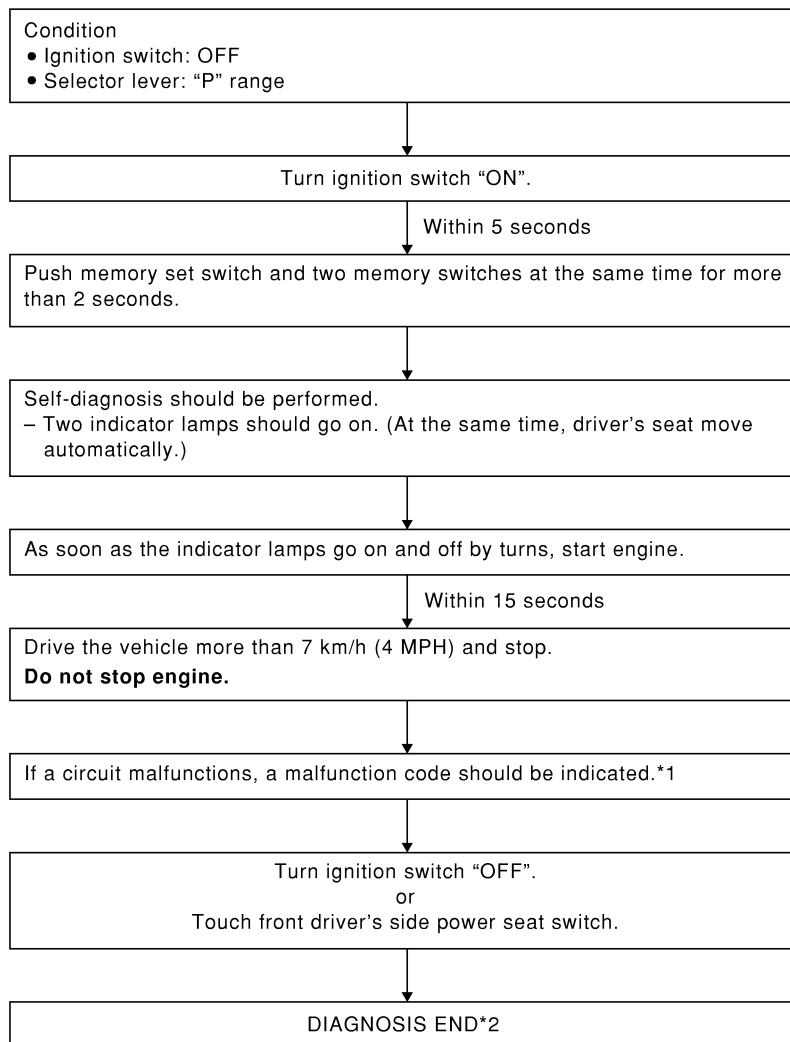 Condition
● Ignition switch: OFF
● Selector lever: “P” range
Turn ignition switch “ON”.
Within 5 seconds
Push memory set switch and two memory switches at the same time for more
than 2 seconds.
Self-diagnosis should be performed.
– Two indicator lamps should go on. (At the same time, driver’s seat move
automatically.)
As soon as the indicator lamps go on and off by turns, start engine.
Within 15 seconds
Drive the vehicle more than 7 km/h (4 MPH) and stop.
Do not stop engine.
If a circuit malfunctions, a malfunction code should be indicated.*1
Turn ignition switch “OFF”.
or
Touch front driver’s side power seat switch.
DIAGNOSIS END*2